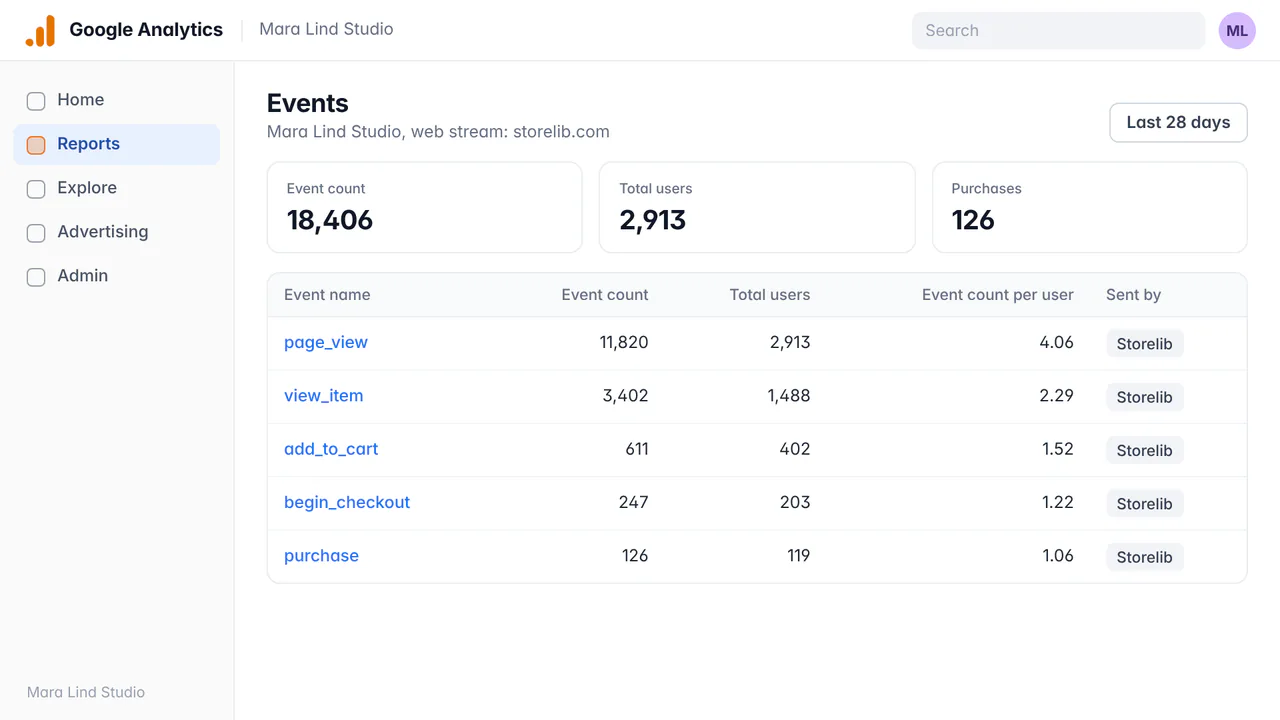 Google Analytics
Mara Lind Studio
Search
ML
Home
Reports
Explore
Advertising
Admin
Mara Lind Studio
Events
Mara Lind Studio, web stream: storelib.com
Last 28 days
Event count
18,406
Total users
2,913
Purchases
126
Event name Event count Total users Event count per user Sent by
page_view 11,820 2,913 4.06 Storelib
view_item 3,402 1,488 2.29 Storelib
add_to_cart 611 402 1.52 Storelib
begin_checkout 247 203 1.22 Storelib
purchase 126 119 1.06 Storelib